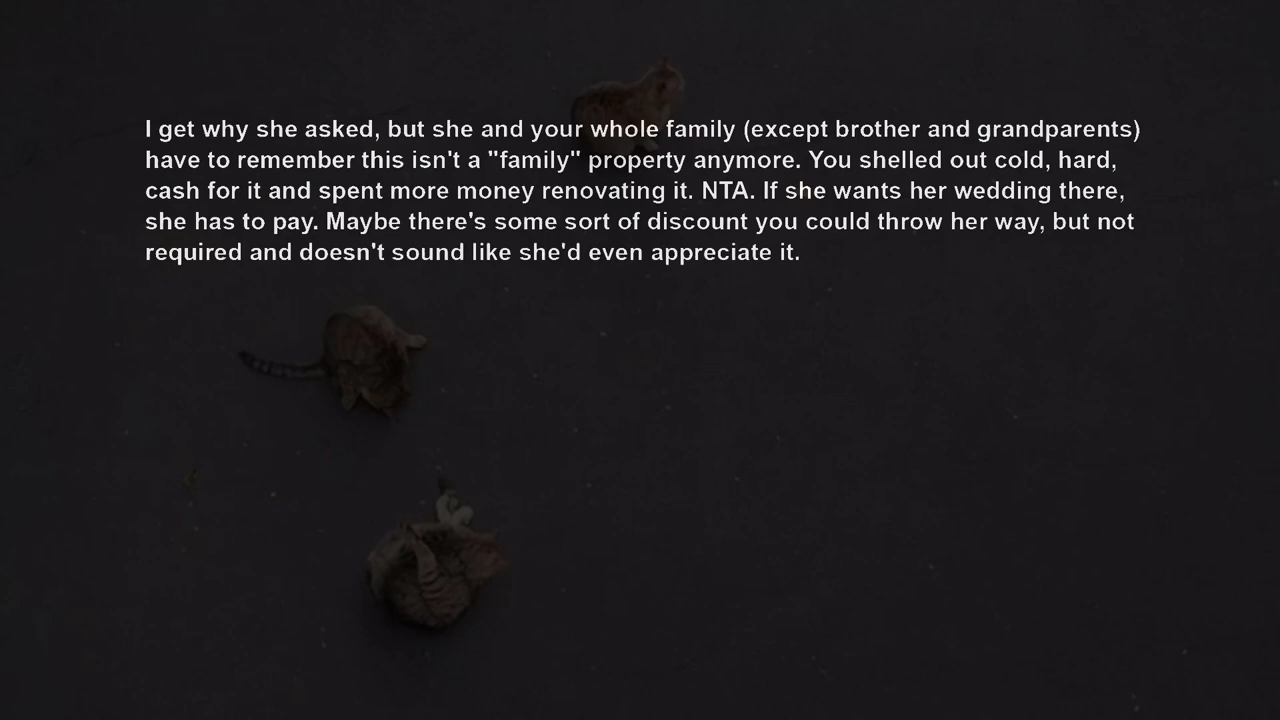 I get why she asked, but she and your whole family (except brother and grandparents)
have to remember this isn't a "family" property anymore. You shelled out cold, hard,
cash for it and spent more money renovating it. NTA. If she wants her wedding there,
she has to pay. Maybe there's some sort of discount you could throw her way, but not
required and doesn't sound like she'd even appreciate it.